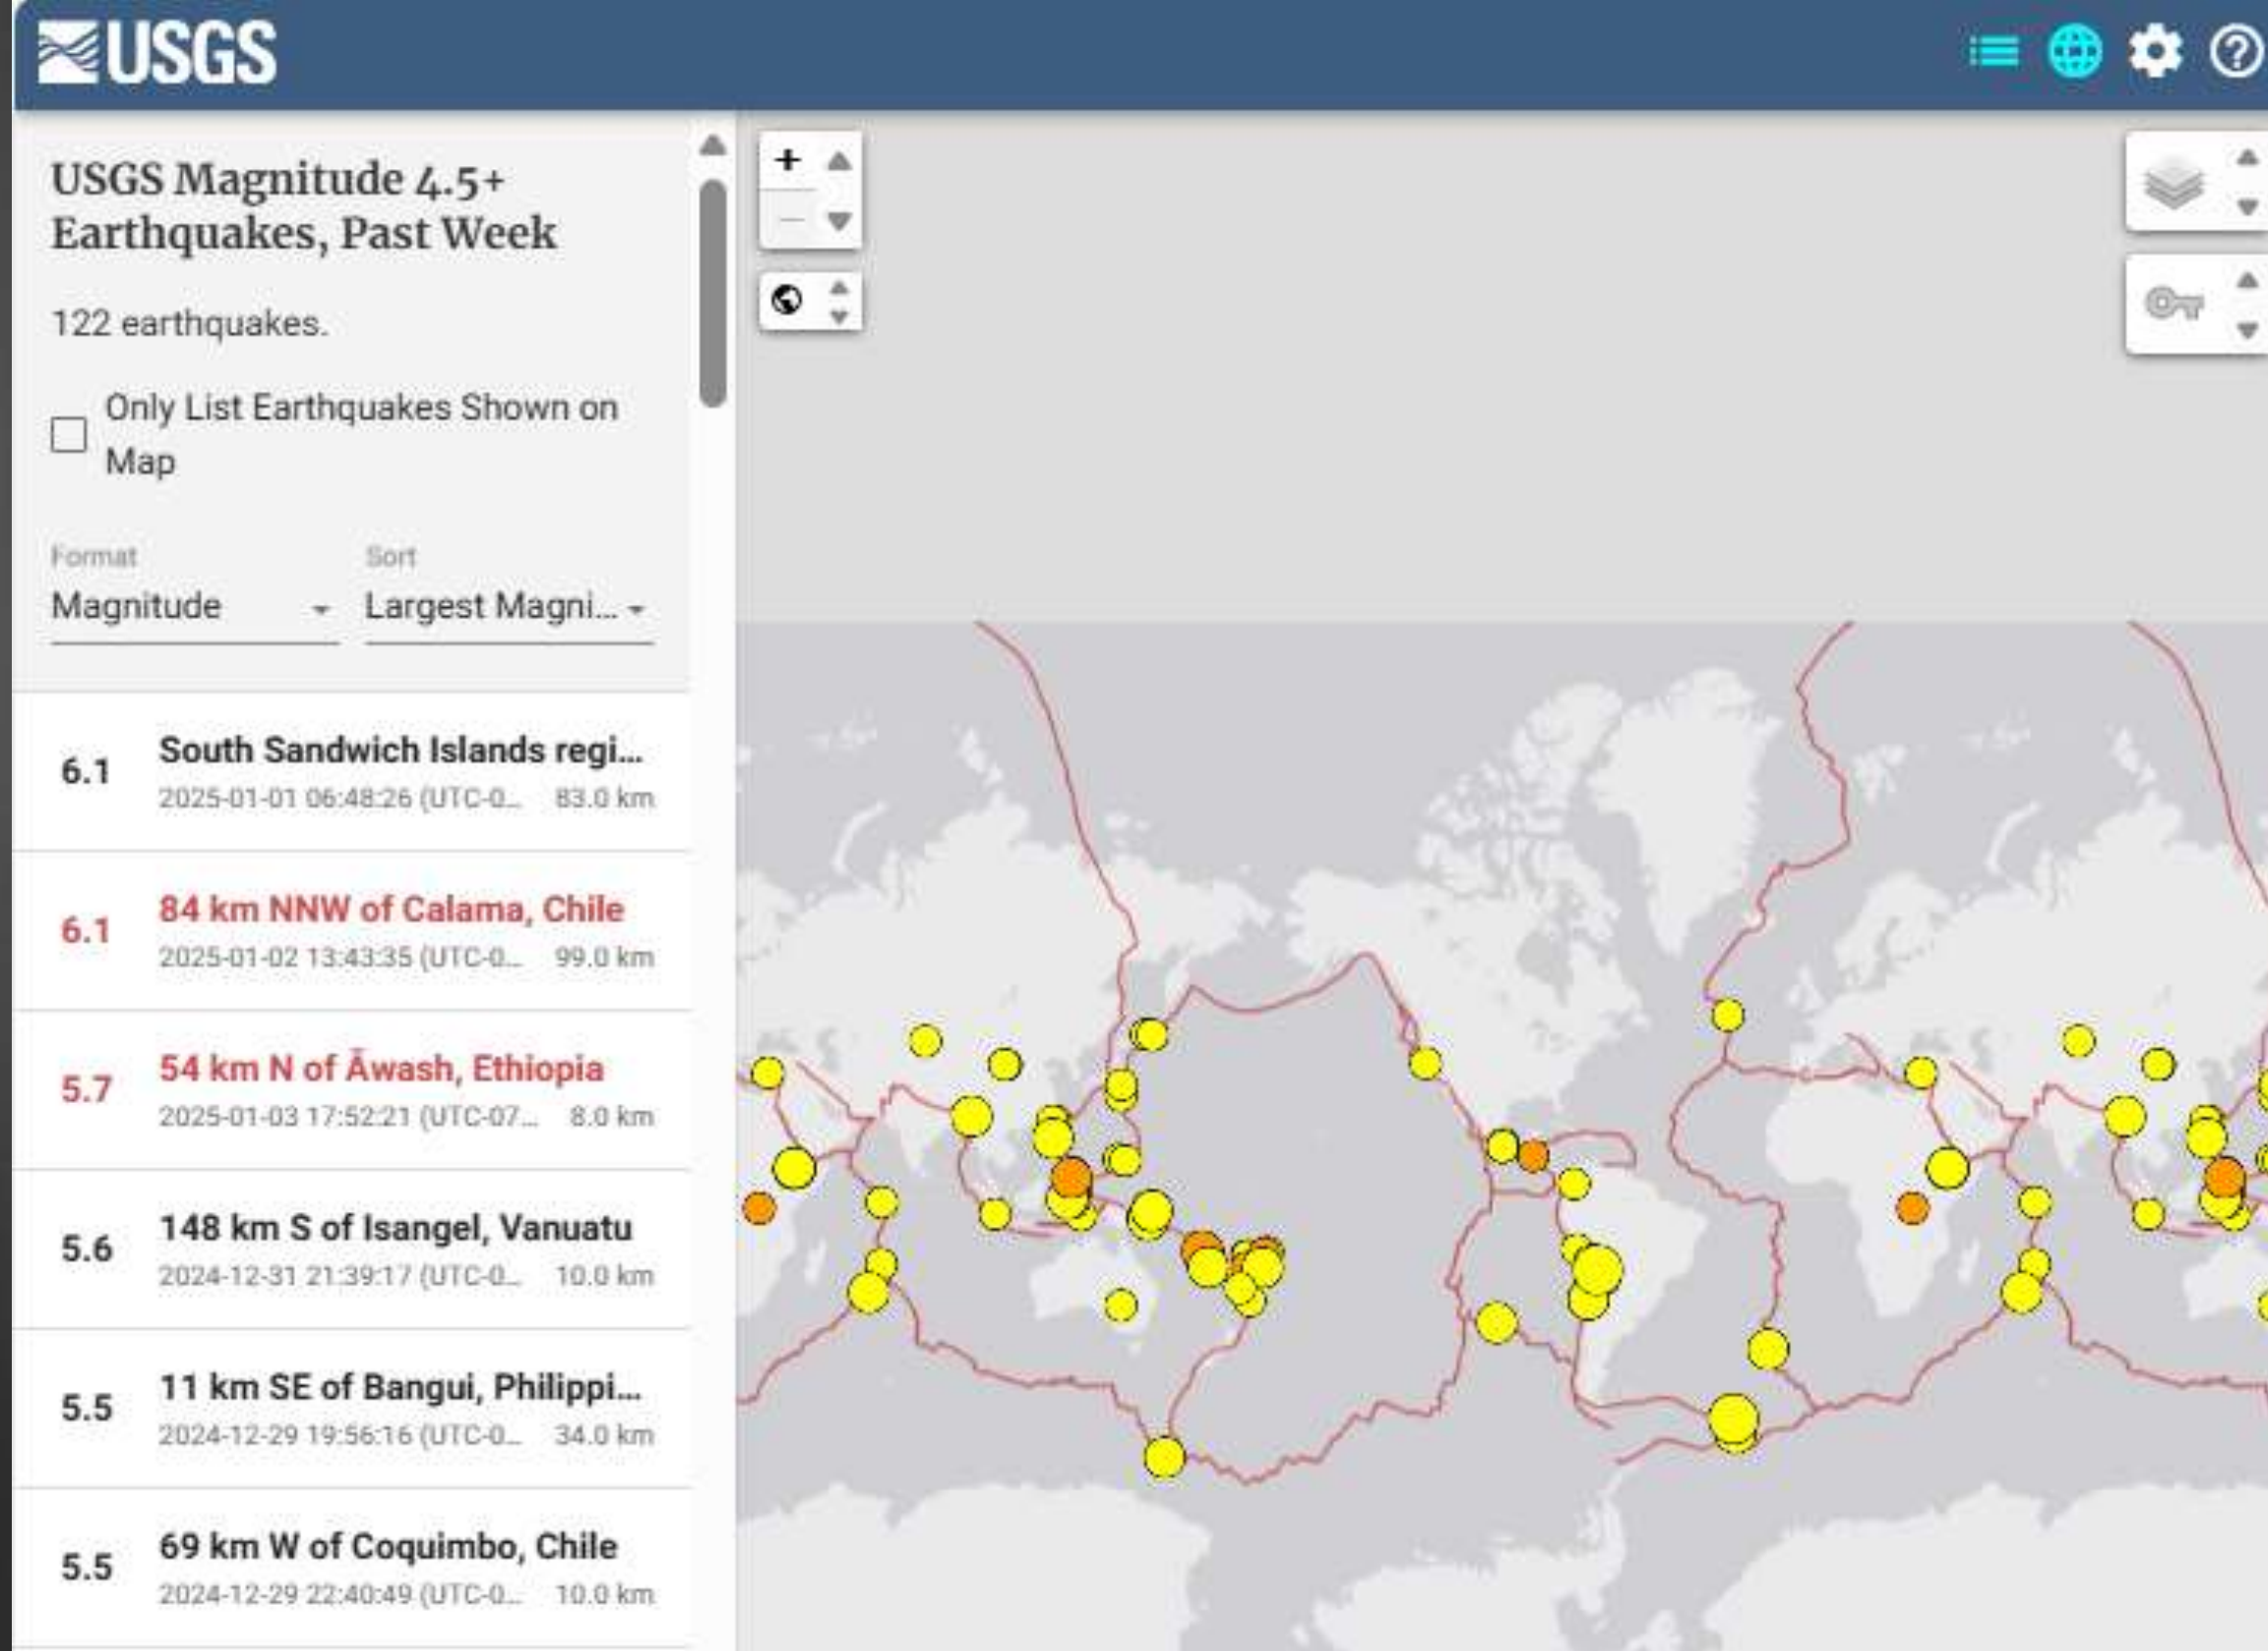 USGS
USGS Magnitude 4.5+
Earthquakes, Past Week
122 earthquakes.
Only List Earthquakes Shown on
Map
Format
Sort
Magnitude
Largest Magni...
6.1
South Sandwich Islands regi...
2025-01-01 06:48:26 (UTC-0... 83.0 km
6.1
84 km NNW of Calama, Chile
2025-01-02 13:43:35 (UTC-0... 99.0 km
5.7
54 km N of Āwash, Ethiopia
2025-01-03 17:52:21 (UTC-07... 8.0 km
5.6
148 km S of Isangel, Vanuatu
2024-12-31 21:39:17 (UTC-0... 10.0 km
5.5
11 km SE of Bangui, Philippi...
2024-12-29 19:56:16 (UTC-0... 34.0 km
5.5
69 km W of Coquimbo, Chile
2024-12-29 22:40:49 (UTC-0... 10.0 km